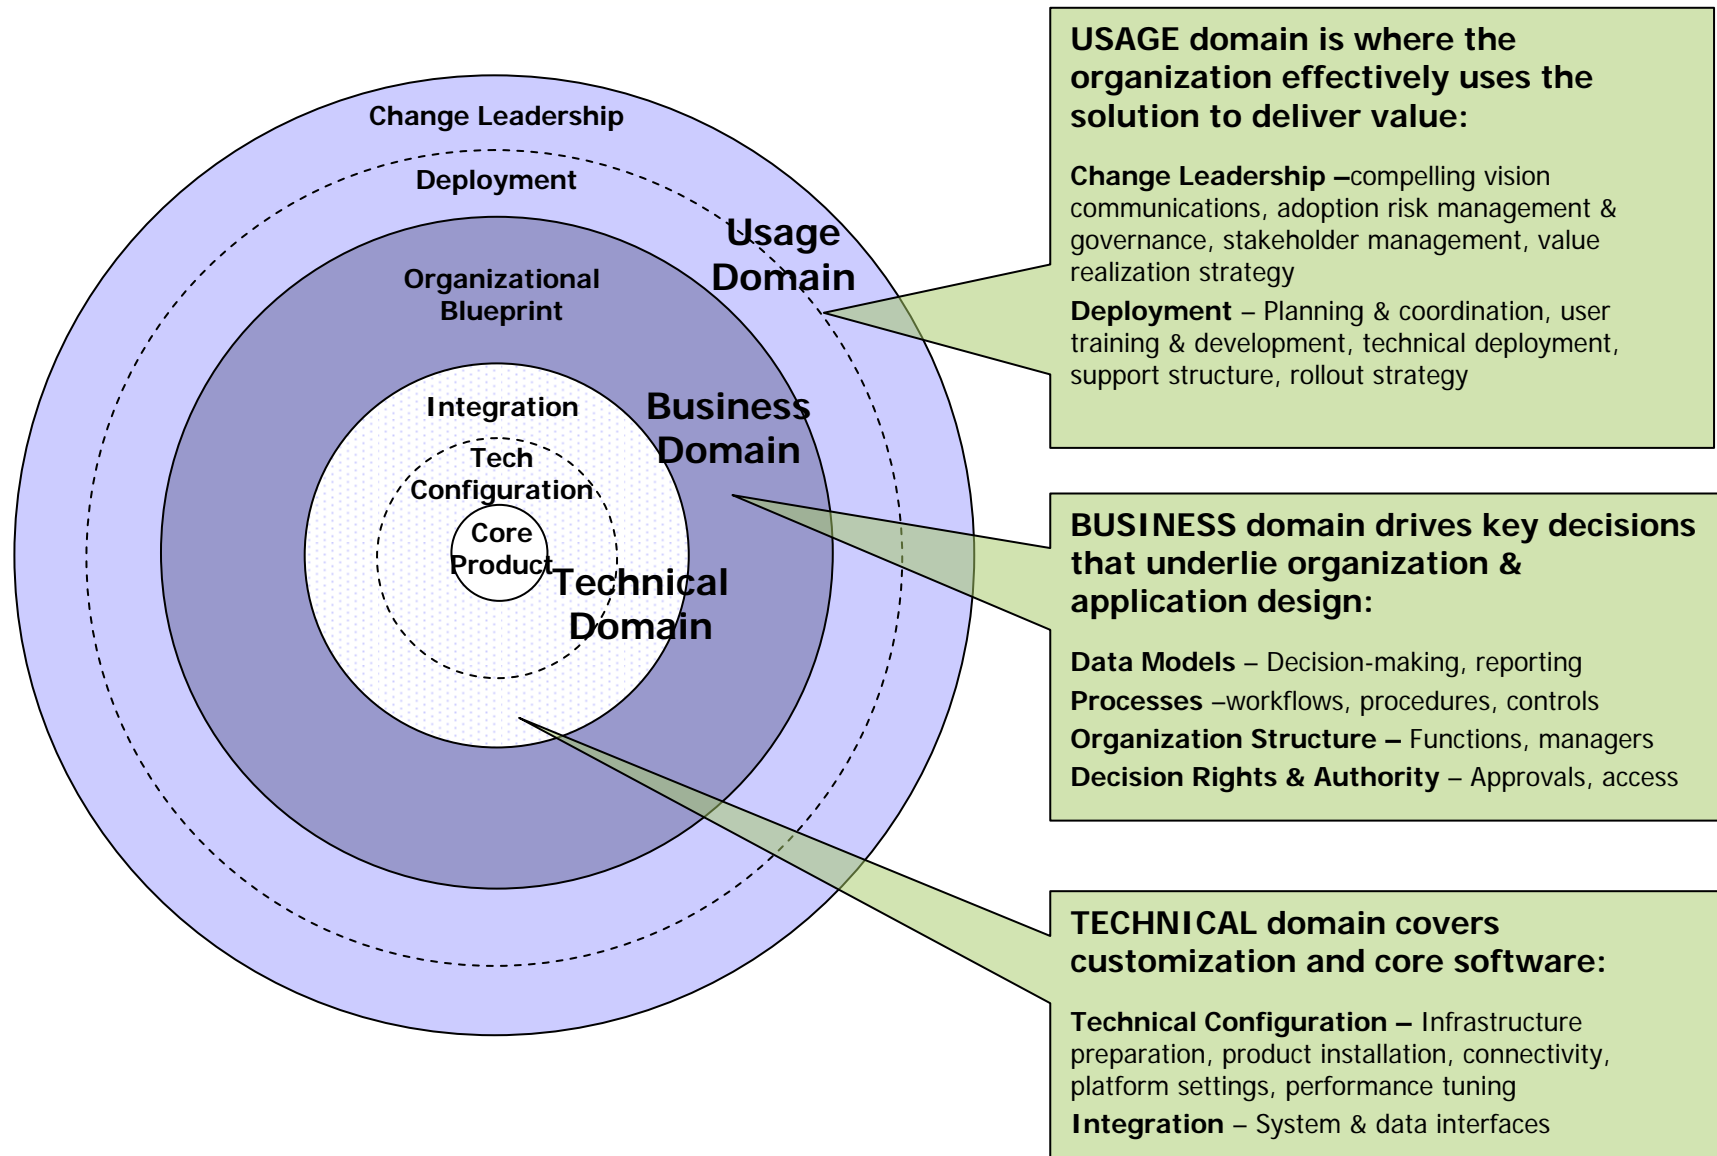 Change Leadership
Deployment
Usage
Domain
Organizational
Blueprint
Integration
Business
Domain
Tech
Configuration
Core
Product
Technical
Domain
USAGE domain is where the
organization effectively uses the
solution to deliver value:
Change Leadership –compelling vision
communications, adoption risk management &
governance, stakeholder management, value
realization strategy
Deployment – Planning & coordination, user
training & development, technical deployment,
support structure, rollout strategy
BUSINESS domain drives key decisions
that underlie organization &
application design:
Data Models – Decision-making, reporting
Processes –workflows, procedures, controls
Organization Structure – Functions, managers
Decision Rights & Authority – Approvals, access
TECHNICAL domain covers
customization and core software:
Technical Configuration – Infrastructure
preparation, product installation, connectivity,
platform settings, performance tuning
Integration – System & data interfaces